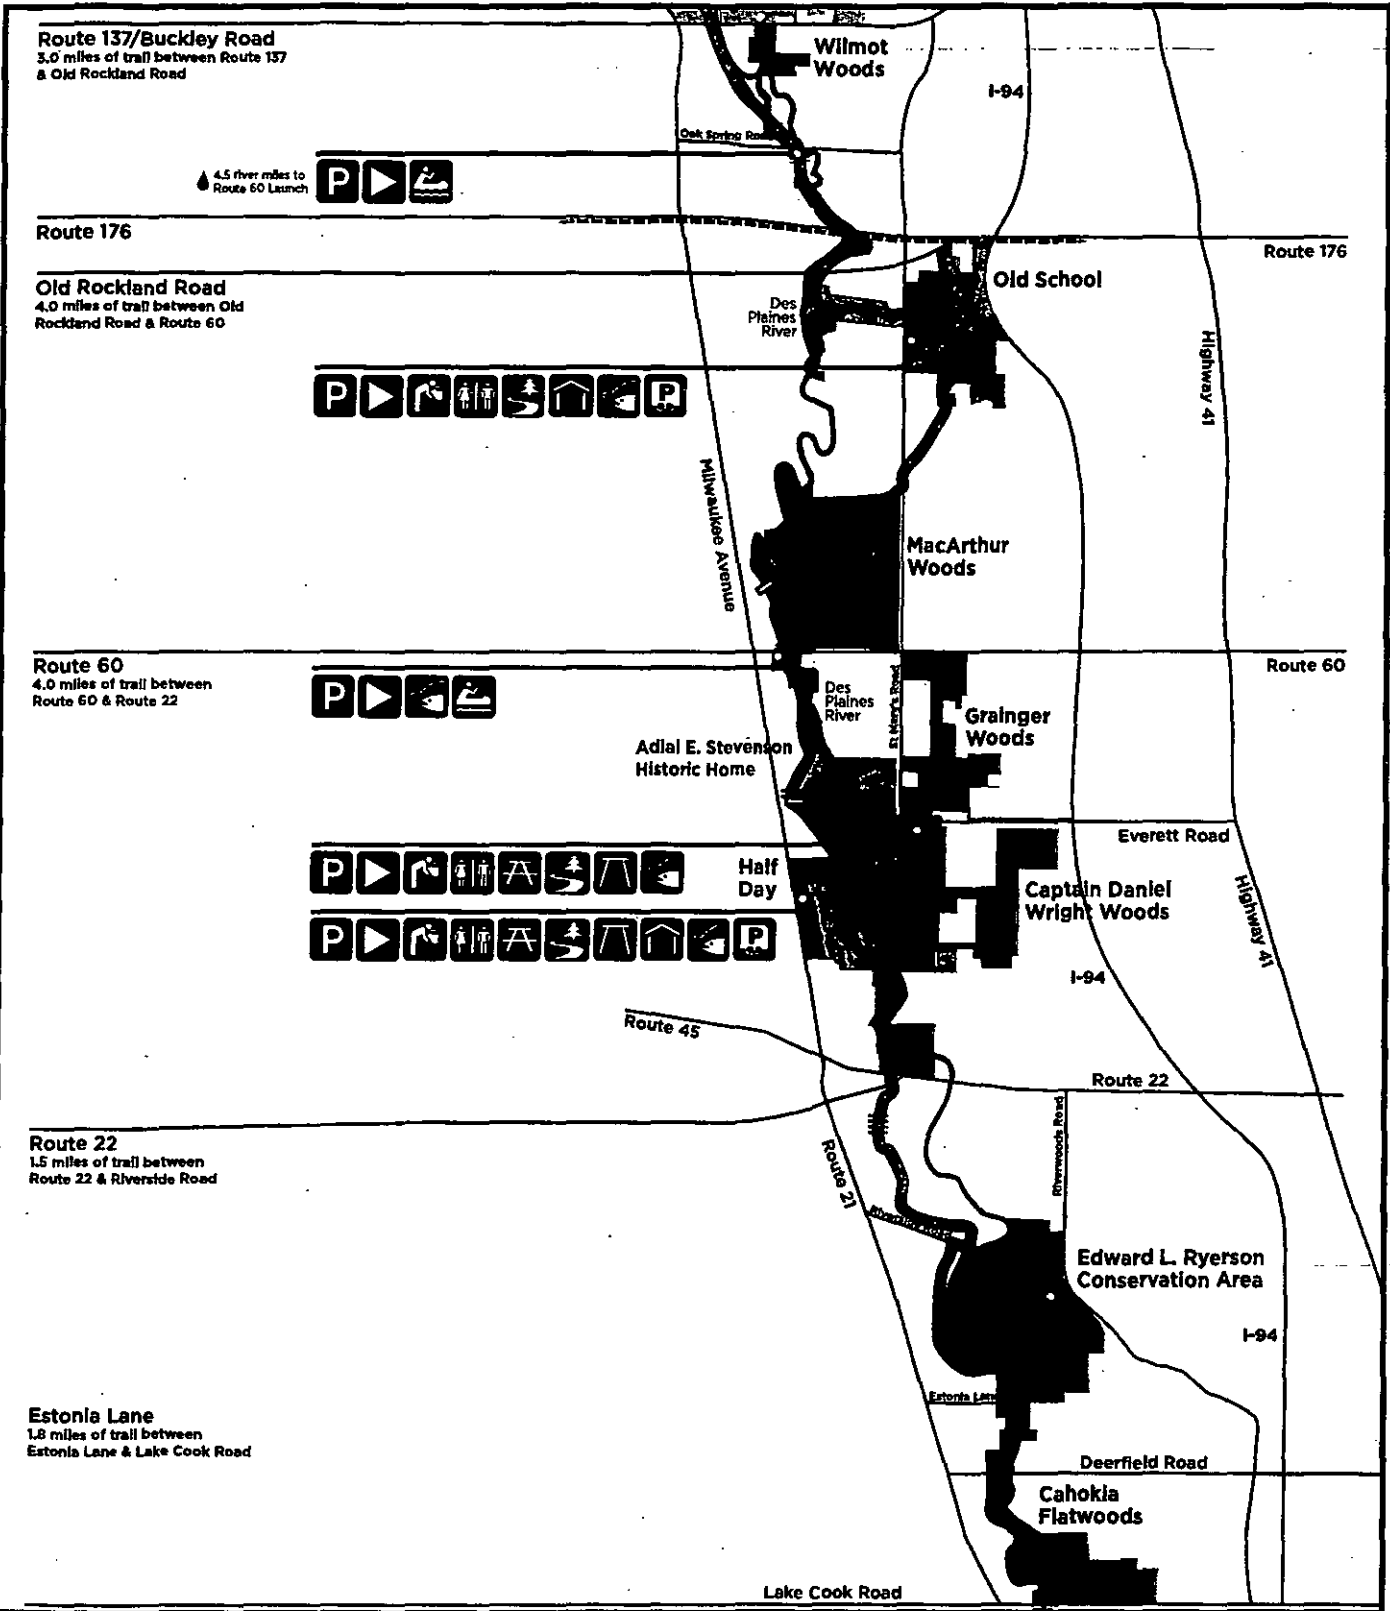 Route 137/Buckley Road
3.0 miles of trail between Route 137
& Old Rockland Road
Wilmot
Woods
I-94
Oak Spring Road
4.5 river miles to
Route 60 Launch
P
Route 176
Route 176
Old Rockland Road
4.0 miles of trail between Old
Rockland Road & Route 60
Old School
Des
Plaines
River
Highway 41
P
P
Milwaukee Avenue
MacArthur
Woods
Route 60
4.0 miles of trail between
Route 60 & Route 22
Route 60
P
Des
Plaines
River
St Mary's Road
Grainger
Woods
Adlai E. Stevenson
Historic Home
Everett Road
P
Half
Day
Captain Daniel
Wright Woods
Highway 41
P
P
I-94
Route 45
Route 22
Route 22
1.5 miles of trail between
Route 22 & Riverside Road
Riverwoods Road
Route 21
Riverside Road
Edward L. Ryerson
Conservation Area
I-94
Estonia Lane
Estonia Lane
1.8 miles of trail between
Estonia Lane & Lake Cook Road
Deerfield Road
Cahokia
Flatwoods
Lake Cook Road